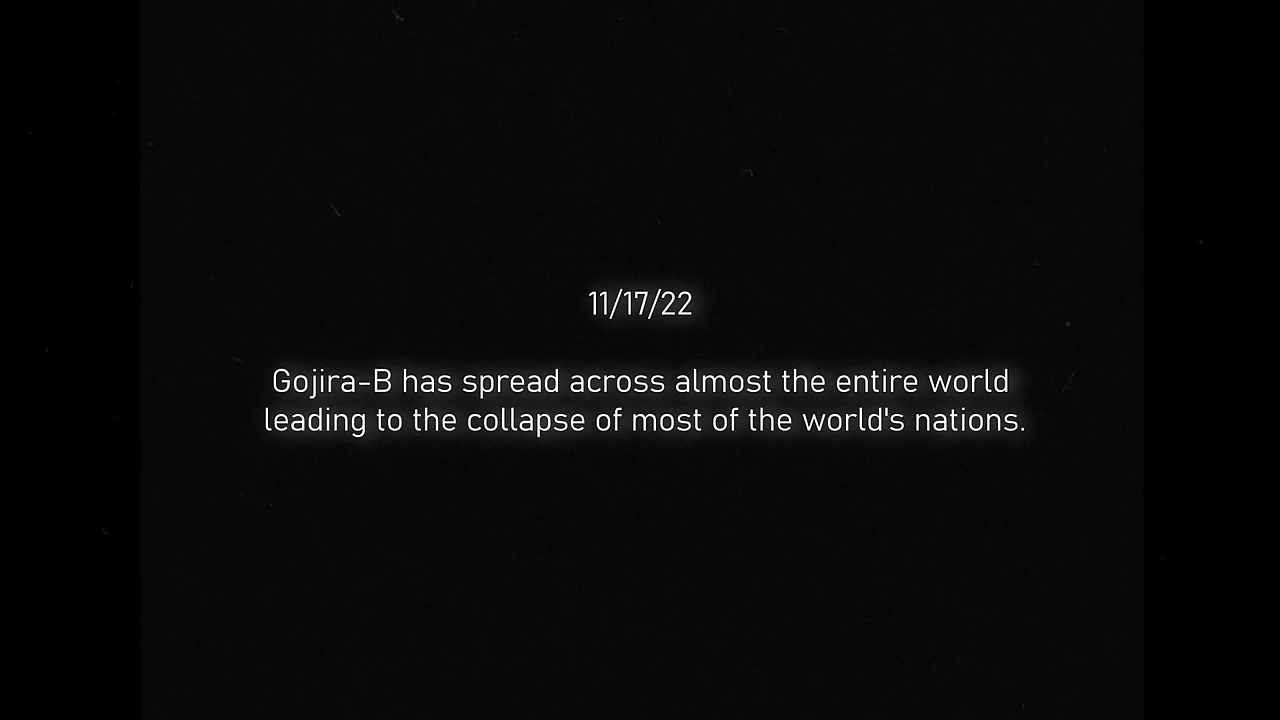 11/17/22
Gojira-B has spread across almost the entire world
leading to the collapse of most of the world's nations.